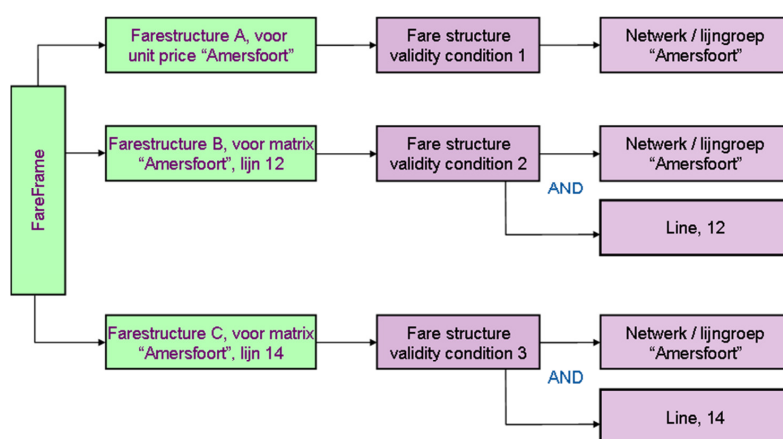 Farestructure A, voor
unit price “Amersfoort”
Fare structure
validity condition 1
Netwerk / lijngroep
“Amersfoort”
FareFrame
Farestructure B, voor matrix
“Amersfoort”, lijn 12
Fare structure
validity condition 2
Netwerk / lijngroep
“Amersfoort”
AND
Line, 12
Farestructure C, voor matrix
“Amersfoort”, lijn 14
Fare structure
validity condition 3
Netwerk / lijngroep
“Amersfoort”
AND
Line, 14